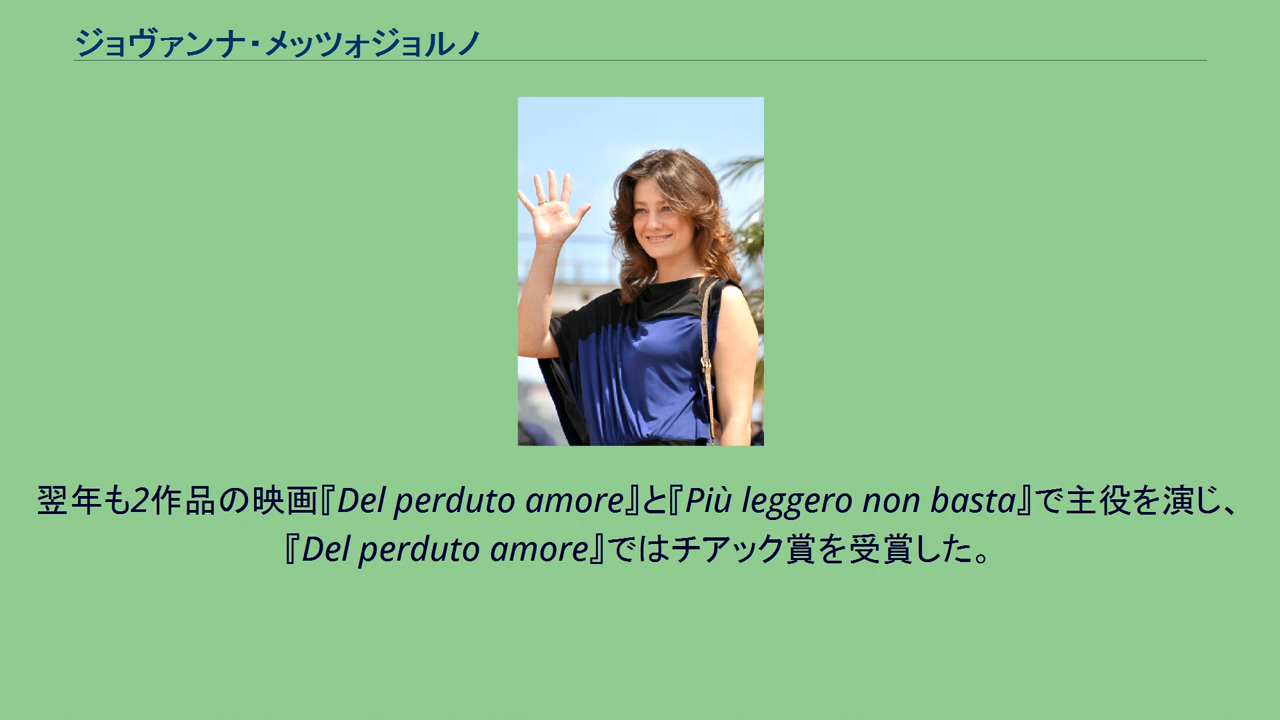 ジョヴァンナ・メッツォジョルノ
翌年も2作品の映画『Del perduto amore』と『Più leggero non basta』で主役を演じ、
『Del perduto amore』ではチアック賞を受賞した。